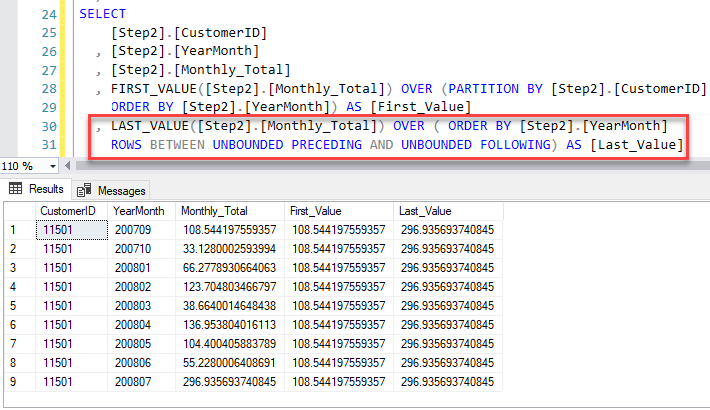 24 SELECT
25 [Step2].[CustomerID]
26 , [Step2].[YearMonth]
27 , [Step2].[Monthly_Total]
28 , FIRST_VALUE([Step2].[Monthly_Total]) OVER (PARTITION BY [Step2].[CustomerID]
29 ORDER BY [Step2].[YearMonth]) AS [First_Value]
30 , LAST_VALUE([Step2].[Monthly_Total]) OVER ( ORDER BY [Step2].[YearMonth]
31 ROWS BETWEEN UNBOUNDED PRECEDING AND UNBOUNDED FOLLOWING) AS [Last_Value]
110 %
Results Messages
CustomerID YearMonth Monthly_Total First_Value Last_Value
1 11501 200709 108.544197559357 108.544197559357 296.935693740845
2 11501 200710 33.1280002593994 108.544197559357 296.935693740845
3 11501 200801 66.2778930664063 108.544197559357 296.935693740845
4 11501 200802 123.704803466797 108.544197559357 296.935693740845
5 11501 200803 38.6640014648438 108.544197559357 296.935693740845
6 11501 200804 136.953804016113 108.544197559357 296.935693740845
7 11501 200805 104.400405883789 108.544197559357 296.935693740845
8 11501 200806 55.2280006408691 108.544197559357 296.935693740845
9 11501 200807 296.935693740845 108.544197559357 296.935693740845